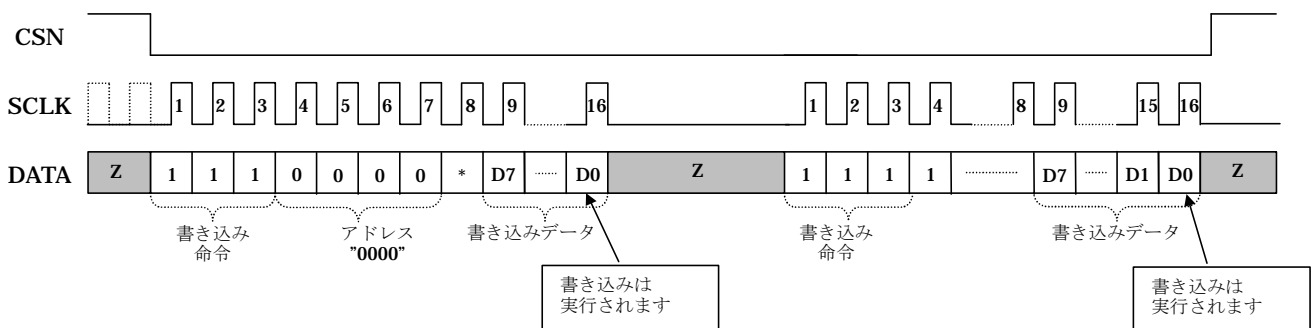 CSN
SCLK 1 2 3 4 5 6 7 8 9 16 1 2 3 4 8 9 15 16
DATA Z 1 1 1 0 0 0 0 * D7 ...... D0 Z 1 1 1 1 .............. D7 ...... D1 D0 Z
書き込み
命令
アドレス
"0000"
書き込みデータ
書き込み
命令
書き込みデータ
書き込みは
実行されます
書き込みは
実行されます